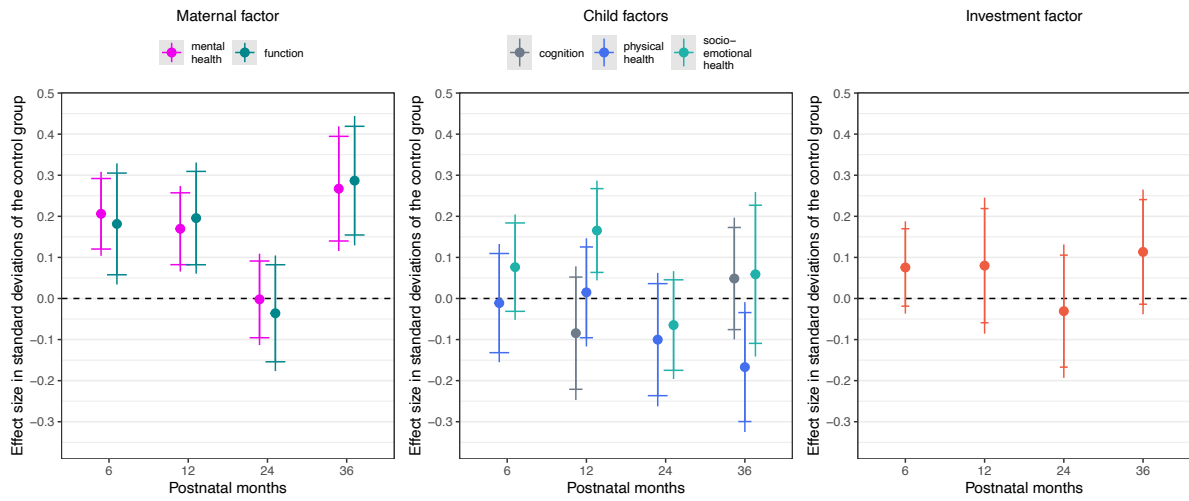 Maternal factor
mental
health
function
Effect size in standard deviations of the control group
0.5
0.4
0.3
0.2
0.1
0.0
−0.1
−0.2
−0.3
6
12
24
36
Postnatal months
Child factors
cognition
physical
health
socio−
emotional
health
Effect size in standard deviations of the control group
0.5
0.4
0.3
0.2
0.1
0.0
−0.1
−0.2
−0.3
6
12
24
36
Postnatal months
Investment factor
Effect size in standard deviations of the control group
0.5
0.4
0.3
0.2
0.1
0.0
−0.1
−0.2
−0.3
6
12
24
36
Postnatal months